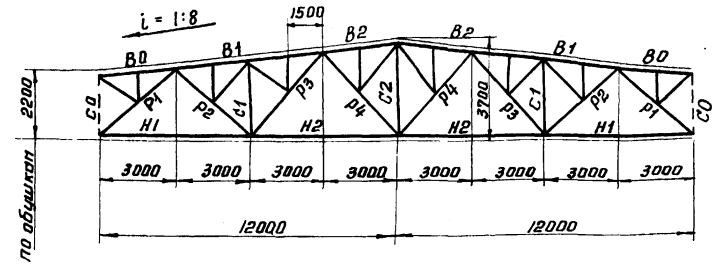 i = 1:8
1500
В0 В1 В2 В2 В1 В0
2200
С0 Р1 Р2 С1 Р3 Р4 С2 Р4 3700 Р3 С1 Р2 Р1 С0
Н1 Н2 Н2 Н1
3000 3000 3000 3000 3000 3000 3000 3000
12000 12000
по обушкам